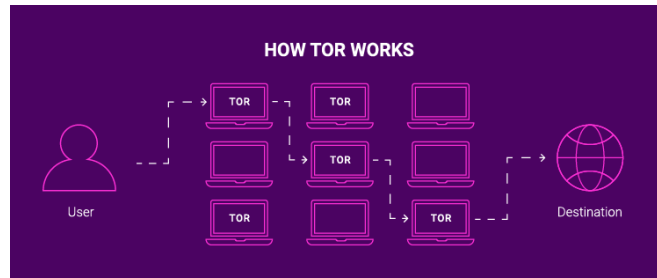 HOW TOR WORKS
TOR TOR
TOR
User
TOR TOR
Destination